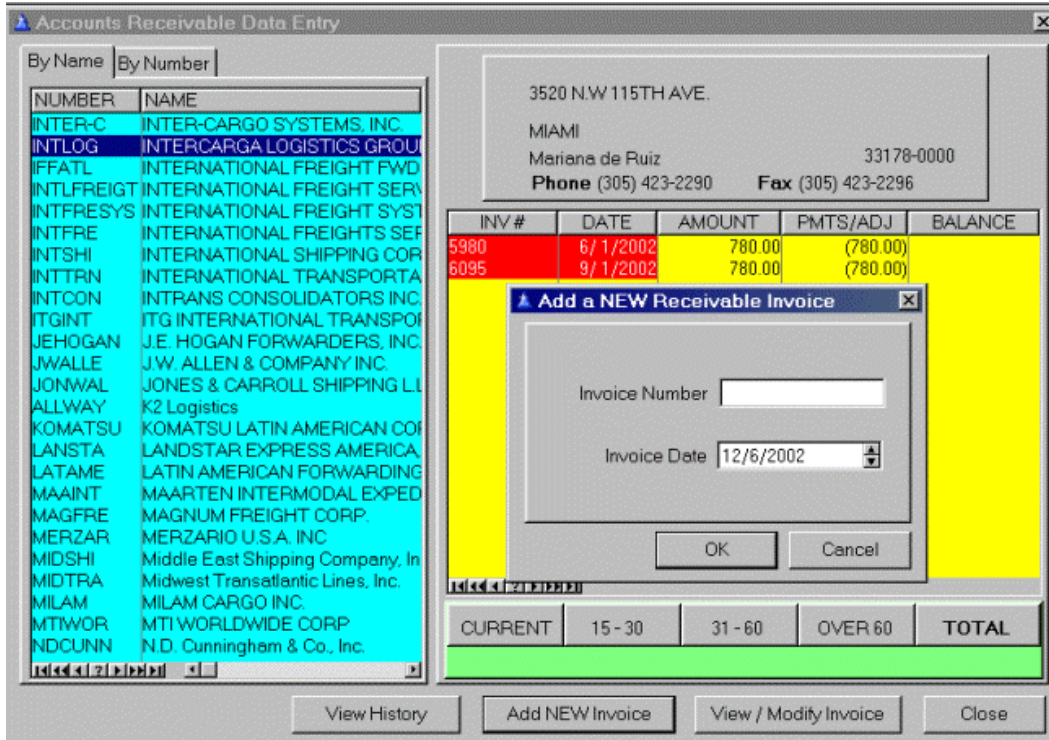 Accounts Receivable Data Entry
By Name By Number
NUMBER NAME
INTER-C INTER-CARGO SYSTEMS, INC.
INTLOG INTERCARGA LOGISTICS GROU
IFFATL INTERNATIONAL FREIGHT FWD
INTLFREIGT INTERNATIONAL FREIGHT SERV
INTFRESYS INTERNATIONAL FREIGHT SYST
INTFRE INTERNATIONAL FREIGHTS SEF
INTSHI INTERNATIONAL SHIPPING COR
INTTRN INTERNATIONAL TRANSPORTA
INTCON INTRANS CONSOLIDATORS INC.
ITGINT ITG INTERNATIONAL TRANSPOF
JEHOGAN J.E. HOGAN FORWARDERS, INC.
JWALLE J.W. ALLEN & COMPANY INC.
JONWAL JONES & CARROLL SHIPPING L.L
ALLWAY K2 Logistics
KOMATSU KOMATSU LATIN AMERICAN COF
LANSTA LANDSTAR EXPRESS AMERICA,
LATAME LATIN AMERICAN FORWARDING
MAAINT MAARTEN INTERMODAL EXPED
MAGFRE MAGNUM FREIGHT CORP.
MERZAR MERZARIO U.S.A. INC
MIDSHI Middle East Shipping Company, In
MIDTRA Midwest Transatlantic Lines, Inc.
MILAM MILAM CARGO INC.
MTIWOR MTI WORLDWIDE CORP
NDCUNN N.D. Cunningham & Co., Inc.
3520 N.W 115TH AVE.
MIAMI
Mariana de Ruiz 33178-0000
Phone (305) 423-2290 Fax (305) 423-2296
INV # DATE AMOUNT PMTS/ADJ BALANCE
5980 6/ 1/2002 780.00 (780.00)
6095 9/ 1/2002 780.00 (780.00)
Add a NEW Receivable Invoice
Invoice Number
Invoice Date 12/6/2002
OK Cancel
CURRENT 15 - 30 31 - 60 OVER 60 TOTAL
View History Add NEW Invoice View / Modify Invoice Close